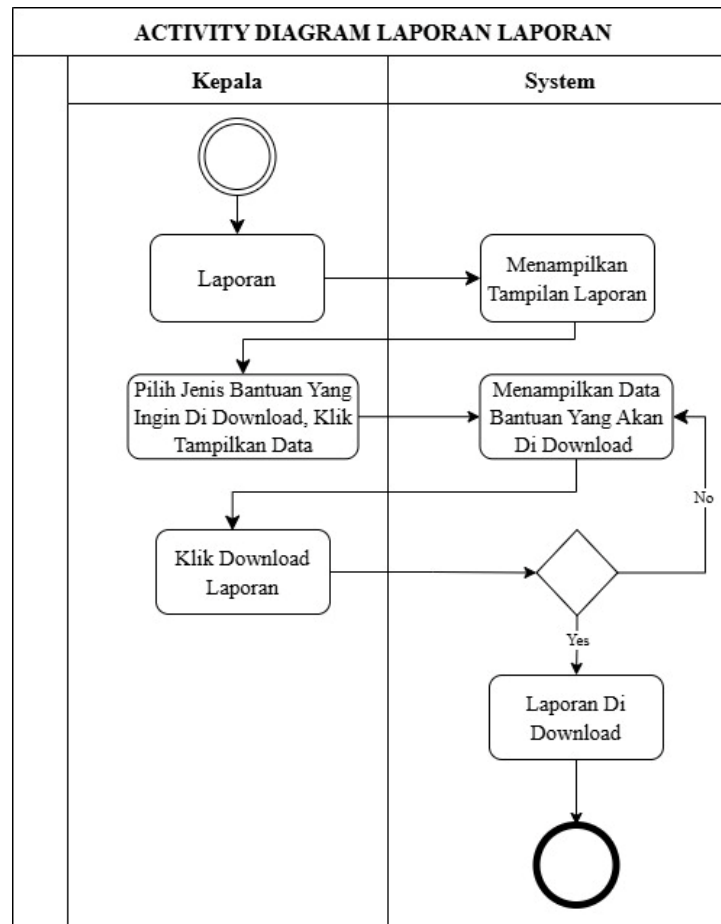 ACTIVITY DIAGRAM LAPORAN LAPORAN
Kepala
System
Laporan
Menampilkan
Tampilan Laporan
Pilih Jenis Bantuan Yang
Ingin Di Download, Klik
Tampilkan Data
Menampilkan Data
Bantuan Yang Akan
Di Download
No
Klik Download
Laporan
Yes
Laporan Di
Download